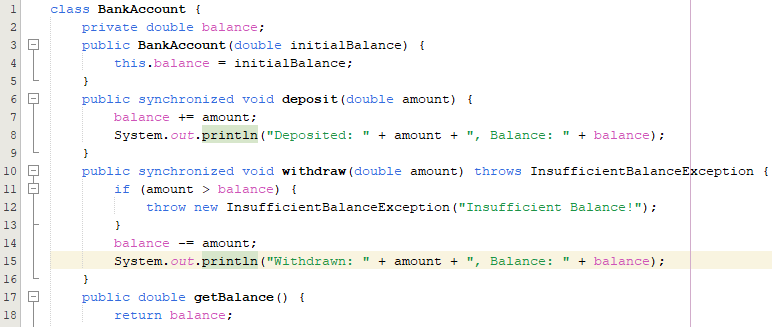 1 class BankAccount {
2 private double balance;
3 public BankAccount(double initialBalance) {
4 this.balance = initialBalance;
5 }
6 public synchronized void deposit(double amount) {
7 balance += amount;
8 System.out.println("Deposited: " + amount + ", Balance: " + balance);
9 }
10 public synchronized void withdraw(double amount) throws InsufficientBalanceException {
11 if (amount > balance) {
12 throw new InsufficientBalanceException("Insufficient Balance!");
13 }
14 balance -= amount;
15 System.out.println("Withdrawn: " + amount + ", Balance: " + balance);
16 }
17 public double getBalance() {
18 return balance;